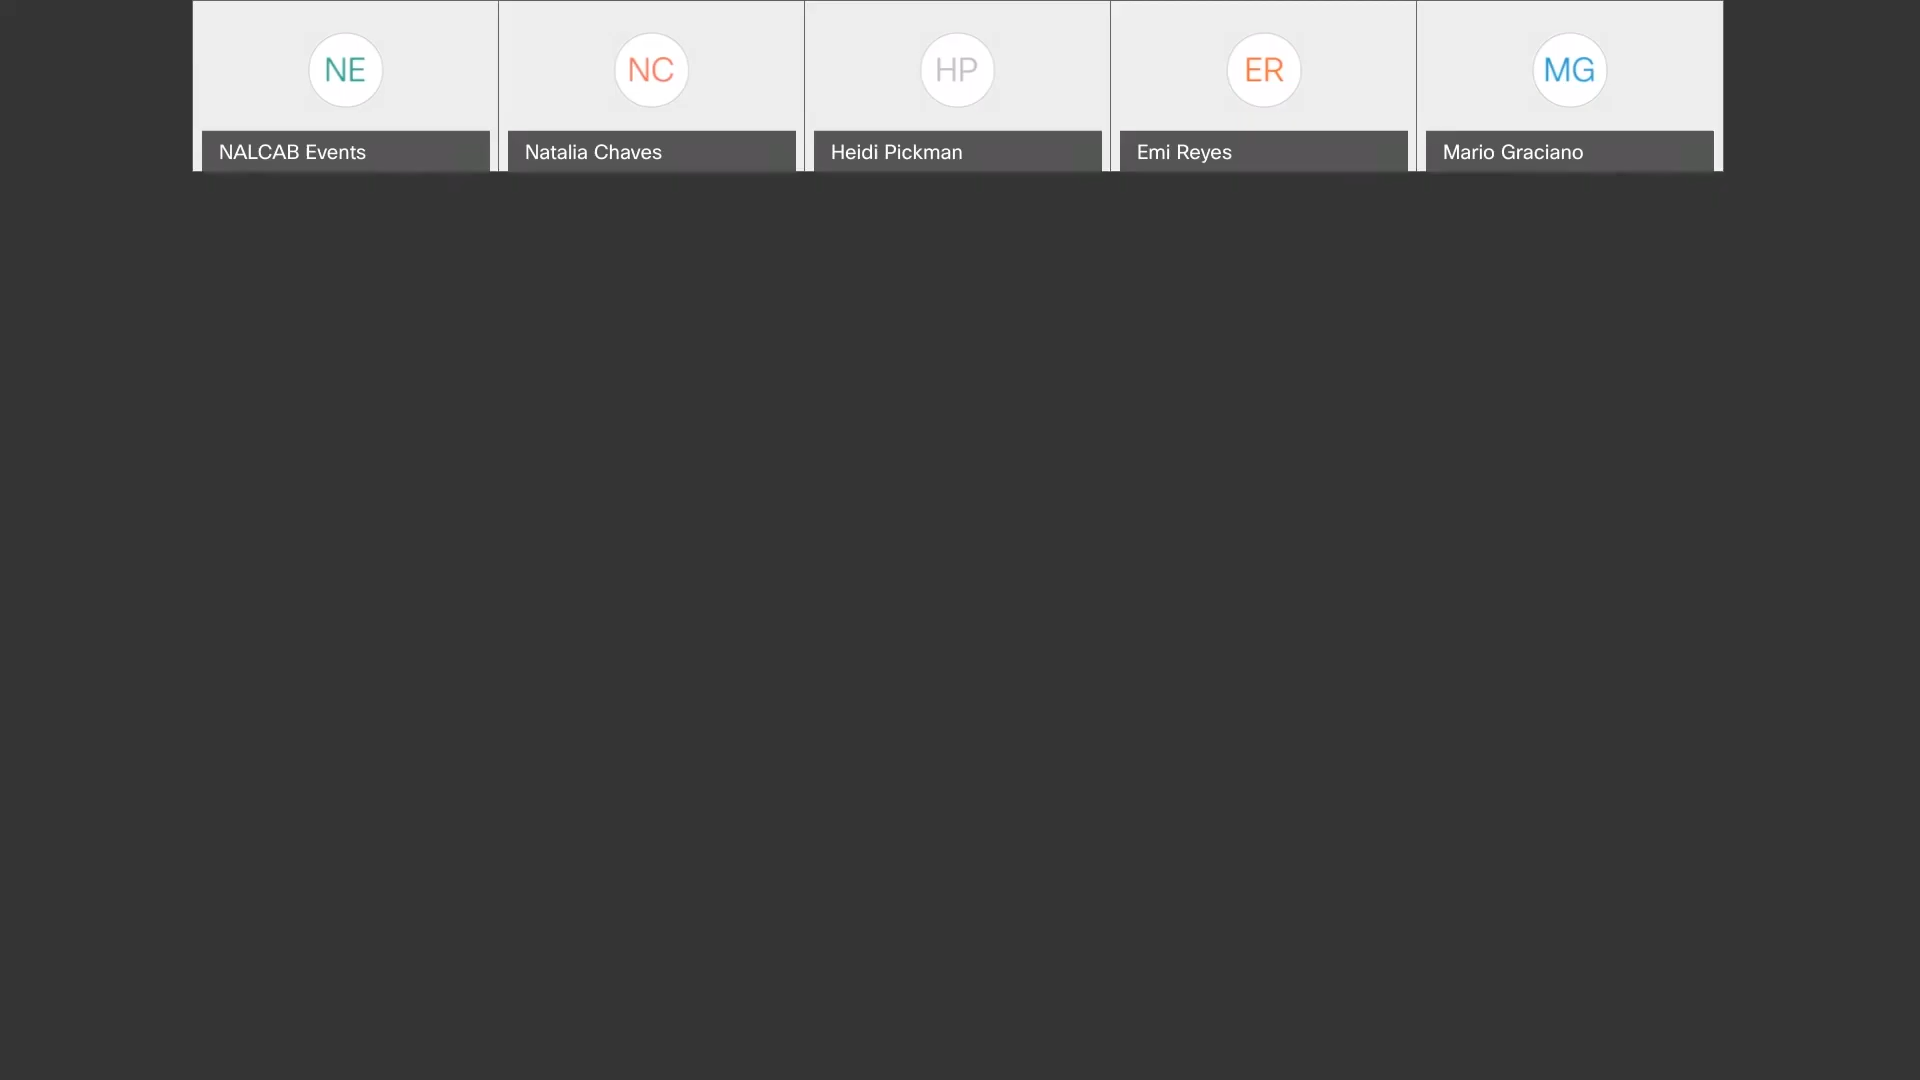 NE
NC
HP
ER
MG
NALCAB Events
Natalia Chaves
Heidi Pickman
Emi Reyes
Mario Graciano